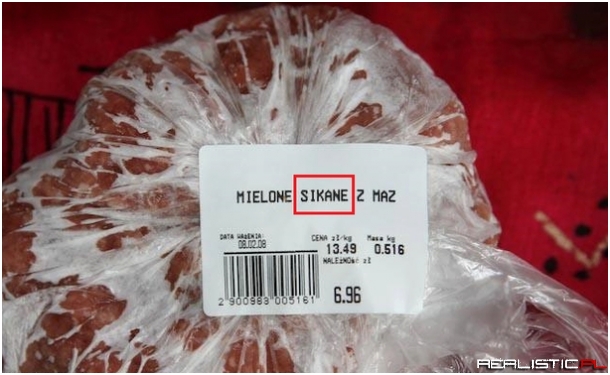 MIELONE SIKANE Z MAZ
DATA WAŻENIA: CENA zł/kg Masa kg
08.02.08 13.49 0.516
NALEŻNOść zł
2 900983 005161 6.96
REALISTIC.PL